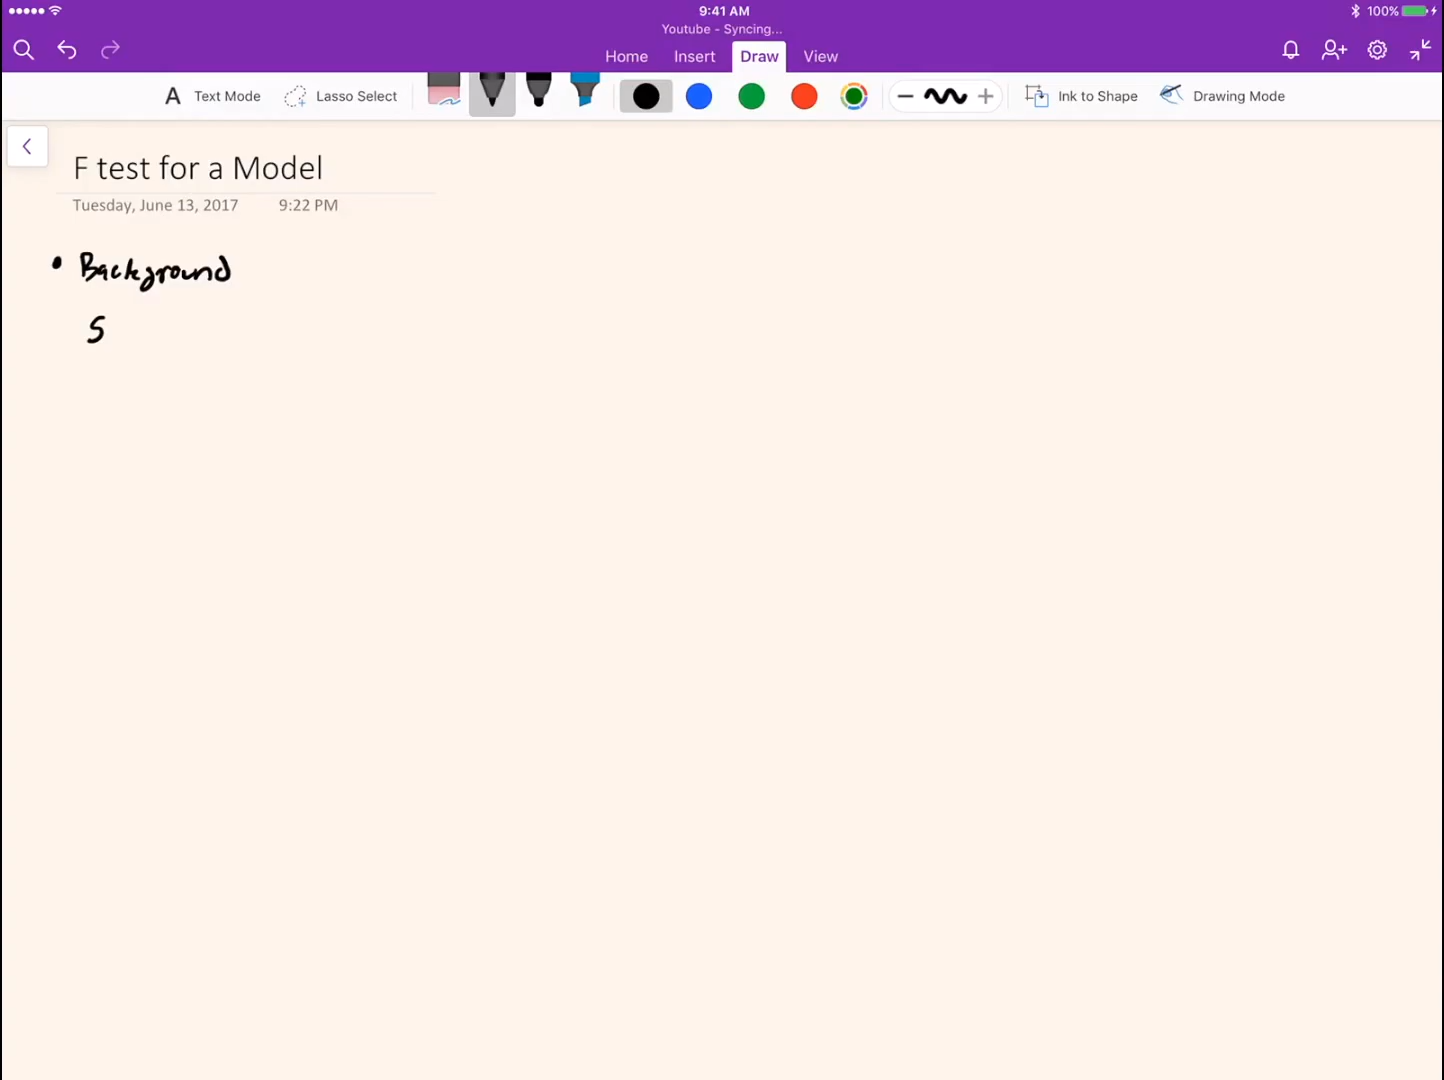 9:41 AM
100%
Youtube - Syncing...
Home Insert Draw View
A Text Mode Lasso Select Ink to Shape Drawing Mode
F test for a Model
Tuesday, June 13, 2017 9:22 PM
• Background
S